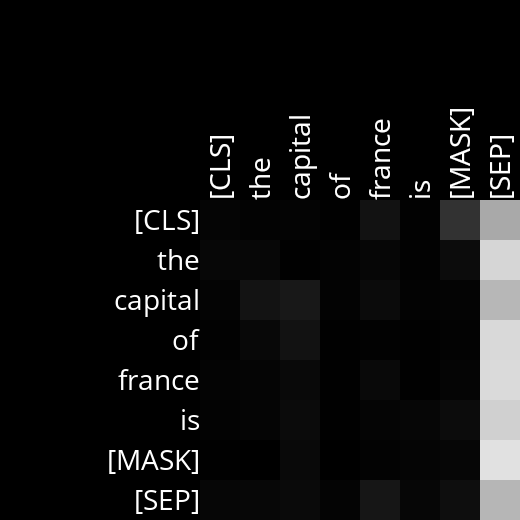 [CLS] the capital of france is [MASK] [SEP]
[CLS]
the
capital
of
france
is
[MASK]
[SEP]